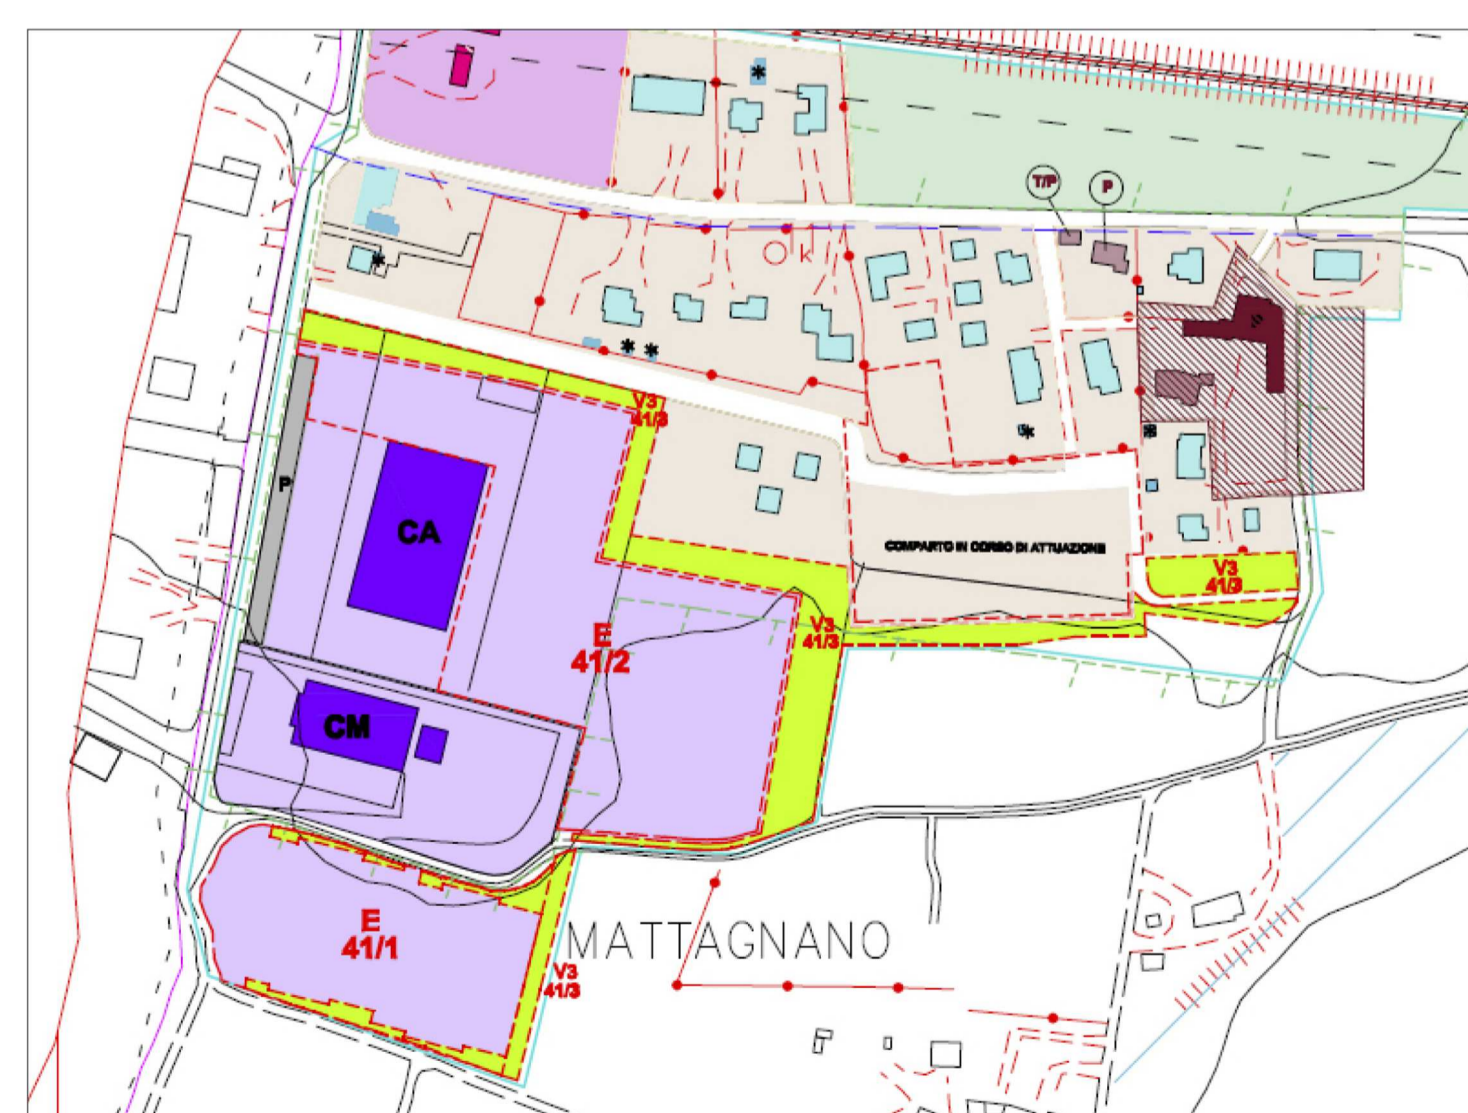 T/P
P
k
V3
41/3
P
CA
COMPARTO IN CORSO DI ATTUAZIONE
V3
41/3
E
41/2
V3
41/3
CM
E
41/1
MATTAGNANO
V3
41/3